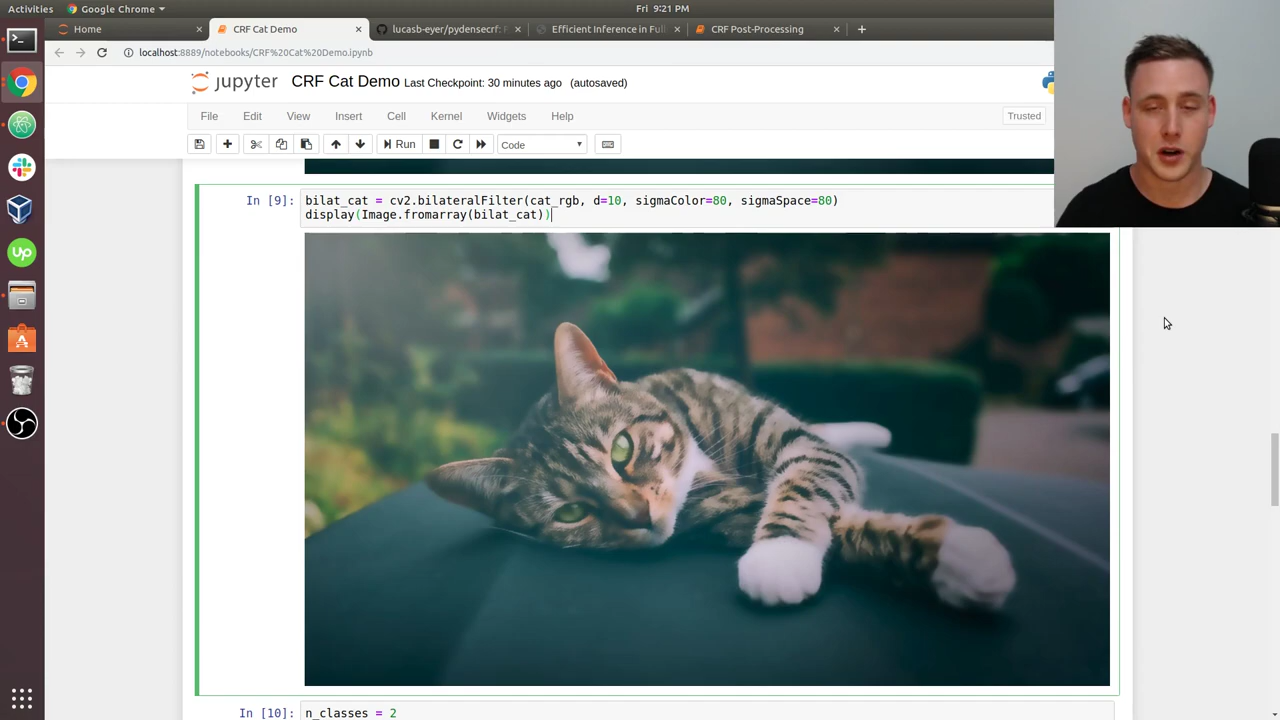 Activities
Google Chrome
Fri 9:21 PM
Home
CRF Cat Demo
lucasb-eyer/pydensecrf:
Efficient Inference in Full
CRF Post-Processing
localhost:8889/notebooks/CRF%20Cat%20Demo.ipynb
jupyter CRF Cat Demo Last Checkpoint: 30 minutes ago (autosaved)
File Edit View Insert Cell Kernel Widgets Help
Trusted
Run
Code
In [9]: bilat_cat = cv2.bilateralFilter(cat_rgb, d=10, sigmaColor=80, sigmaSpace=80)
display(Image.fromarray(bilat_cat))
In [10]: n_classes = 2
Up